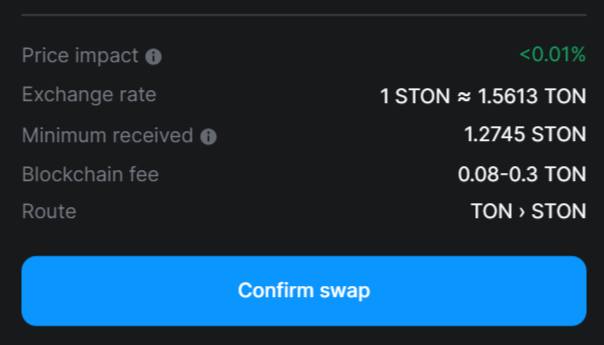 Price impact <0.01%
Exchange rate 1 STON ≈ 1.5613 TON
Minimum received 1.2745 STON
Blockchain fee 0.08-0.3 TON
Route TON › STON
Confirm swap